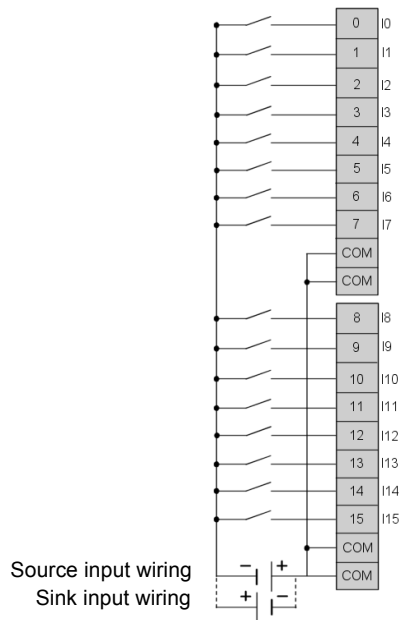 0 I0
1 I1
2 I2
3 I3
4 I4
5 I5
6 I6
7 I7
COM
COM
8 I8
9 I9
10 I10
11 I11
12 I12
13 I13
14 I14
15 I15
COM
Source input wiring - + COM
Sink input wiring + -